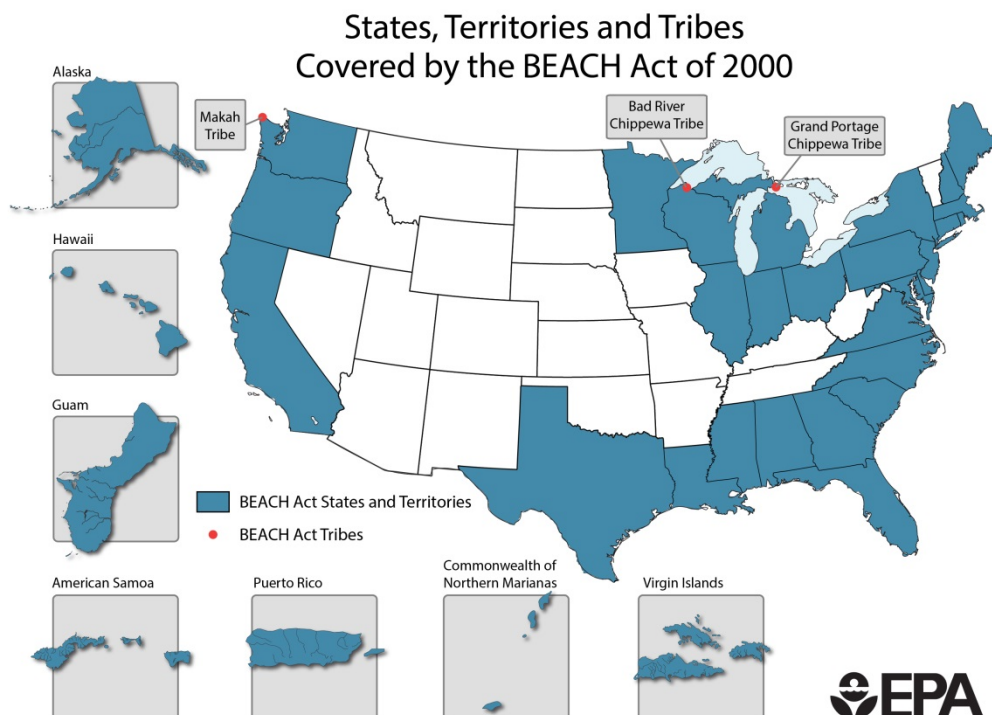 States, Territories and Tribes
Covered by the BEACH Act of 2000
Alaska
Makah
Tribe
Bad River
Chippewa Tribe
Grand Portage
Chippewa Tribe
Hawaii
Guam
BEACH Act States and Territories
BEACH Act Tribes
American Samoa
Puerto Rico
Commonwealth of
Northern Marianas
Virgin Islands
EPA